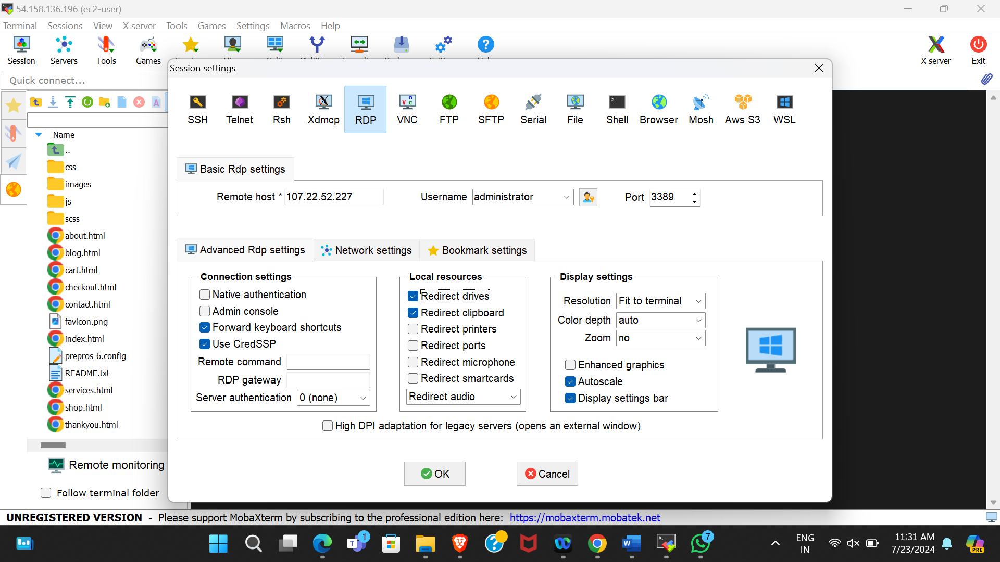 54.158.136.196 (ec2-user)
Terminal Sessions View X server Tools Games Settings Macros Help
Session Servers Tools Games X server Exit
Quick connect...
Session settings
SSH Telnet Rsh Xdmcp RDP VNC FTP SFTP Serial File Shell Browser Mosh Aws S3 WSL
Name
..
css
images
js
scss
about.html
blog.html
cart.html
checkout.html
contact.html
favicon.png
index.html
prepros-6.config
README.txt
services.html
shop.html
thankyou.html
Remote monitoring
Follow terminal folder
Basic Rdp settings
Remote host * 107.22.52.227 Username administrator Port 3389
Advanced Rdp settings Network settings Bookmark settings
Connection settings
Native authentication
Admin console
Forward keyboard shortcuts
Use CredSSP
Remote command
RDP gateway
Server authentication 0 (none)
Local resources
Redirect drives
Redirect clipboard
Redirect printers
Redirect ports
Redirect microphone
Redirect smartcards
Redirect audio
Display settings
Resolution Fit to terminal
Color depth auto
Zoom no
Enhanced graphics
Autoscale
Display settings bar
High DPI adaptation for legacy servers (opens an external window)
OK Cancel
UNREGISTERED VERSION - Please support MobaXterm by subscribing to the professional edition here: https://mobaxterm.mobatek.net
1 7 ENG 11:31 AM
IN 7/23/2024 PRE